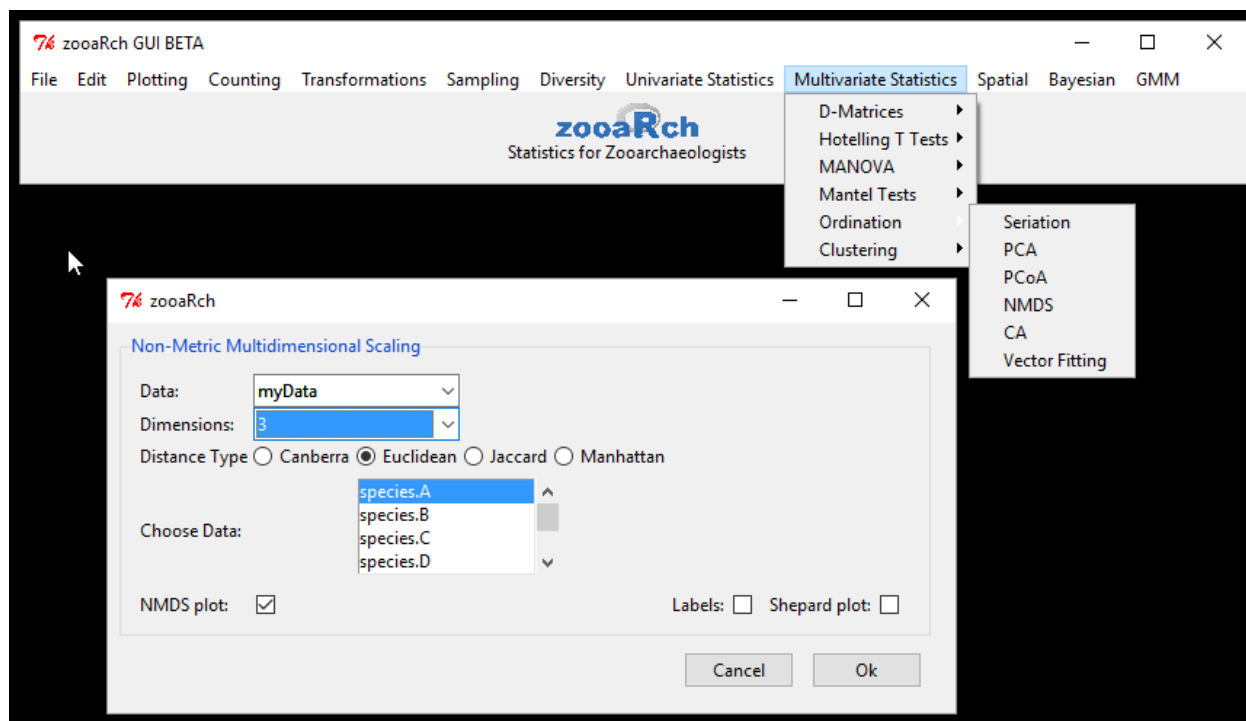 zooaRch GUI BETA
File Edit Plotting Counting Transformations Sampling Diversity Univariate Statistics Multivariate Statistics Spatial Bayesian GMM
zooaRch
Statistics for Zooarchaeologists
D-Matrices
Hotelling T Tests
MANOVA
Mantel Tests
Ordination
Clustering
Seriation
PCA
PCoA
NMDS
CA
Vector Fitting
zooaRch
Non-Metric Multidimensional Scaling
Data: myData
Dimensions: 3
Distance Type Canberra Euclidean Jaccard Manhattan
Choose Data:
species.A
species.B
species.C
species.D
NMDS plot: Labels: Shepard plot:
Cancel Ok